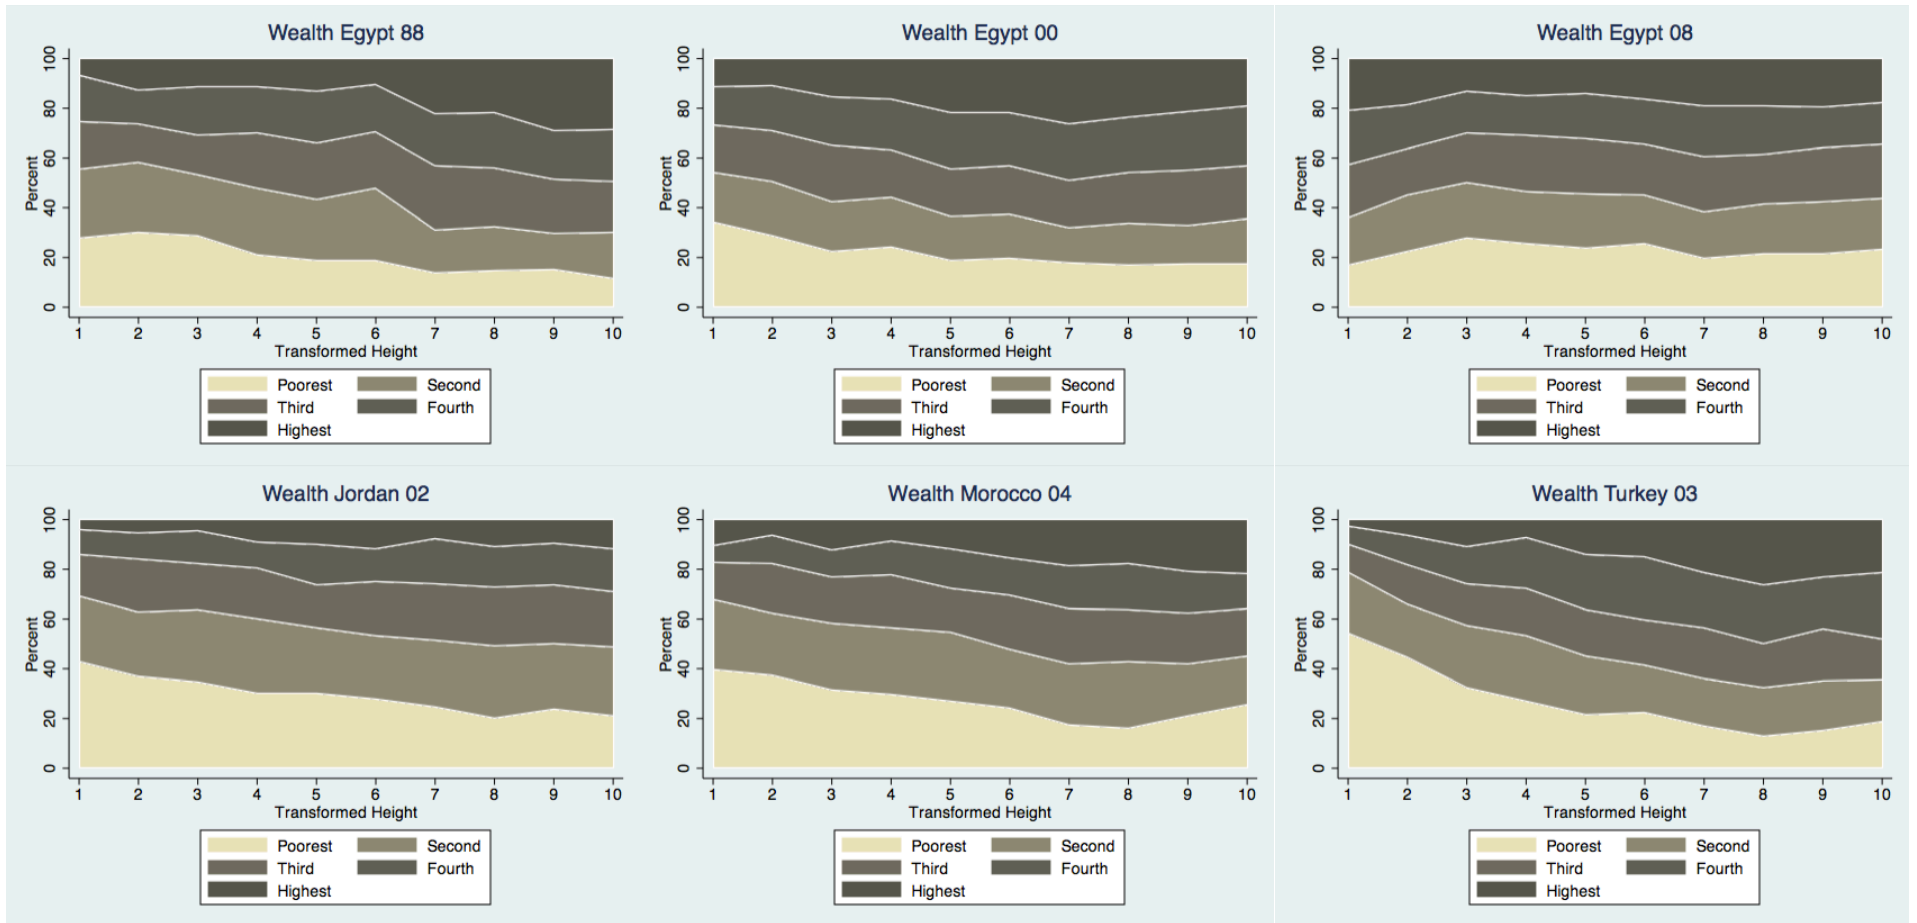 Wealth Egypt 88
100
80
60
40
20
0
Percent
1 2 3 4 5 6 7 8 9 10
Transformed Height
Poorest Second
Third Fourth
Highest
Wealth Egypt 00
100
80
60
40
20
0
Percent
1 2 3 4 5 6 7 8 9 10
Transformed Height
Poorest Second
Third Fourth
Highest
Wealth Egypt 08
100
80
60
40
20
0
Percent
1 2 3 4 5 6 7 8 9 10
Transformed Height
Poorest Second
Third Fourth
Highest
Wealth Jordan 02
100
80
60
40
20
0
Percent
1 2 3 4 5 6 7 8 9 10
Transformed Height
Poorest Second
Third Fourth
Highest
Wealth Morocco 04
100
80
60
40
20
0
Percent
1 2 3 4 5 6 7 8 9 10
Transformed Height
Poorest Second
Third Fourth
Highest
Wealth Turkey 03
100
80
60
40
20
0
Percent
1 2 3 4 5 6 7 8 9 10
Transformed Height
Poorest Second
Third Fourth
Highest